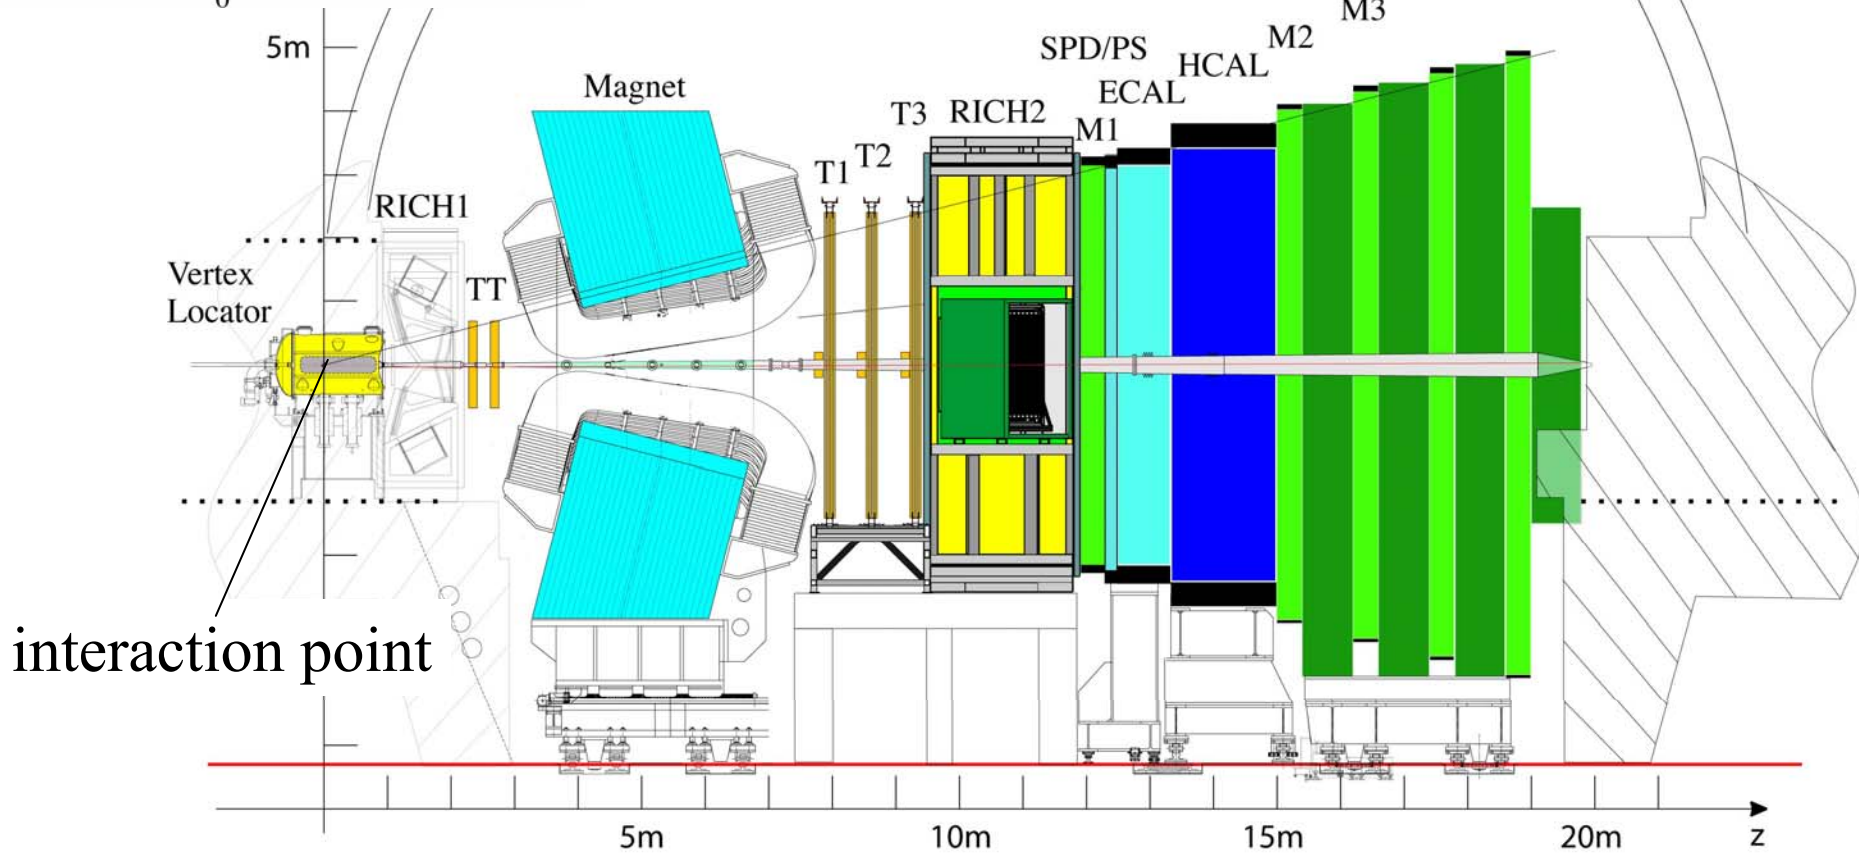 6
M3
5m
M2
SPD/PS
HCAL
Magnet
ECAL
T3 RICH2
M1
T2
T1
RICH1
Vertex
Locator
TT
interaction point
5m
10m
15m
20m
z